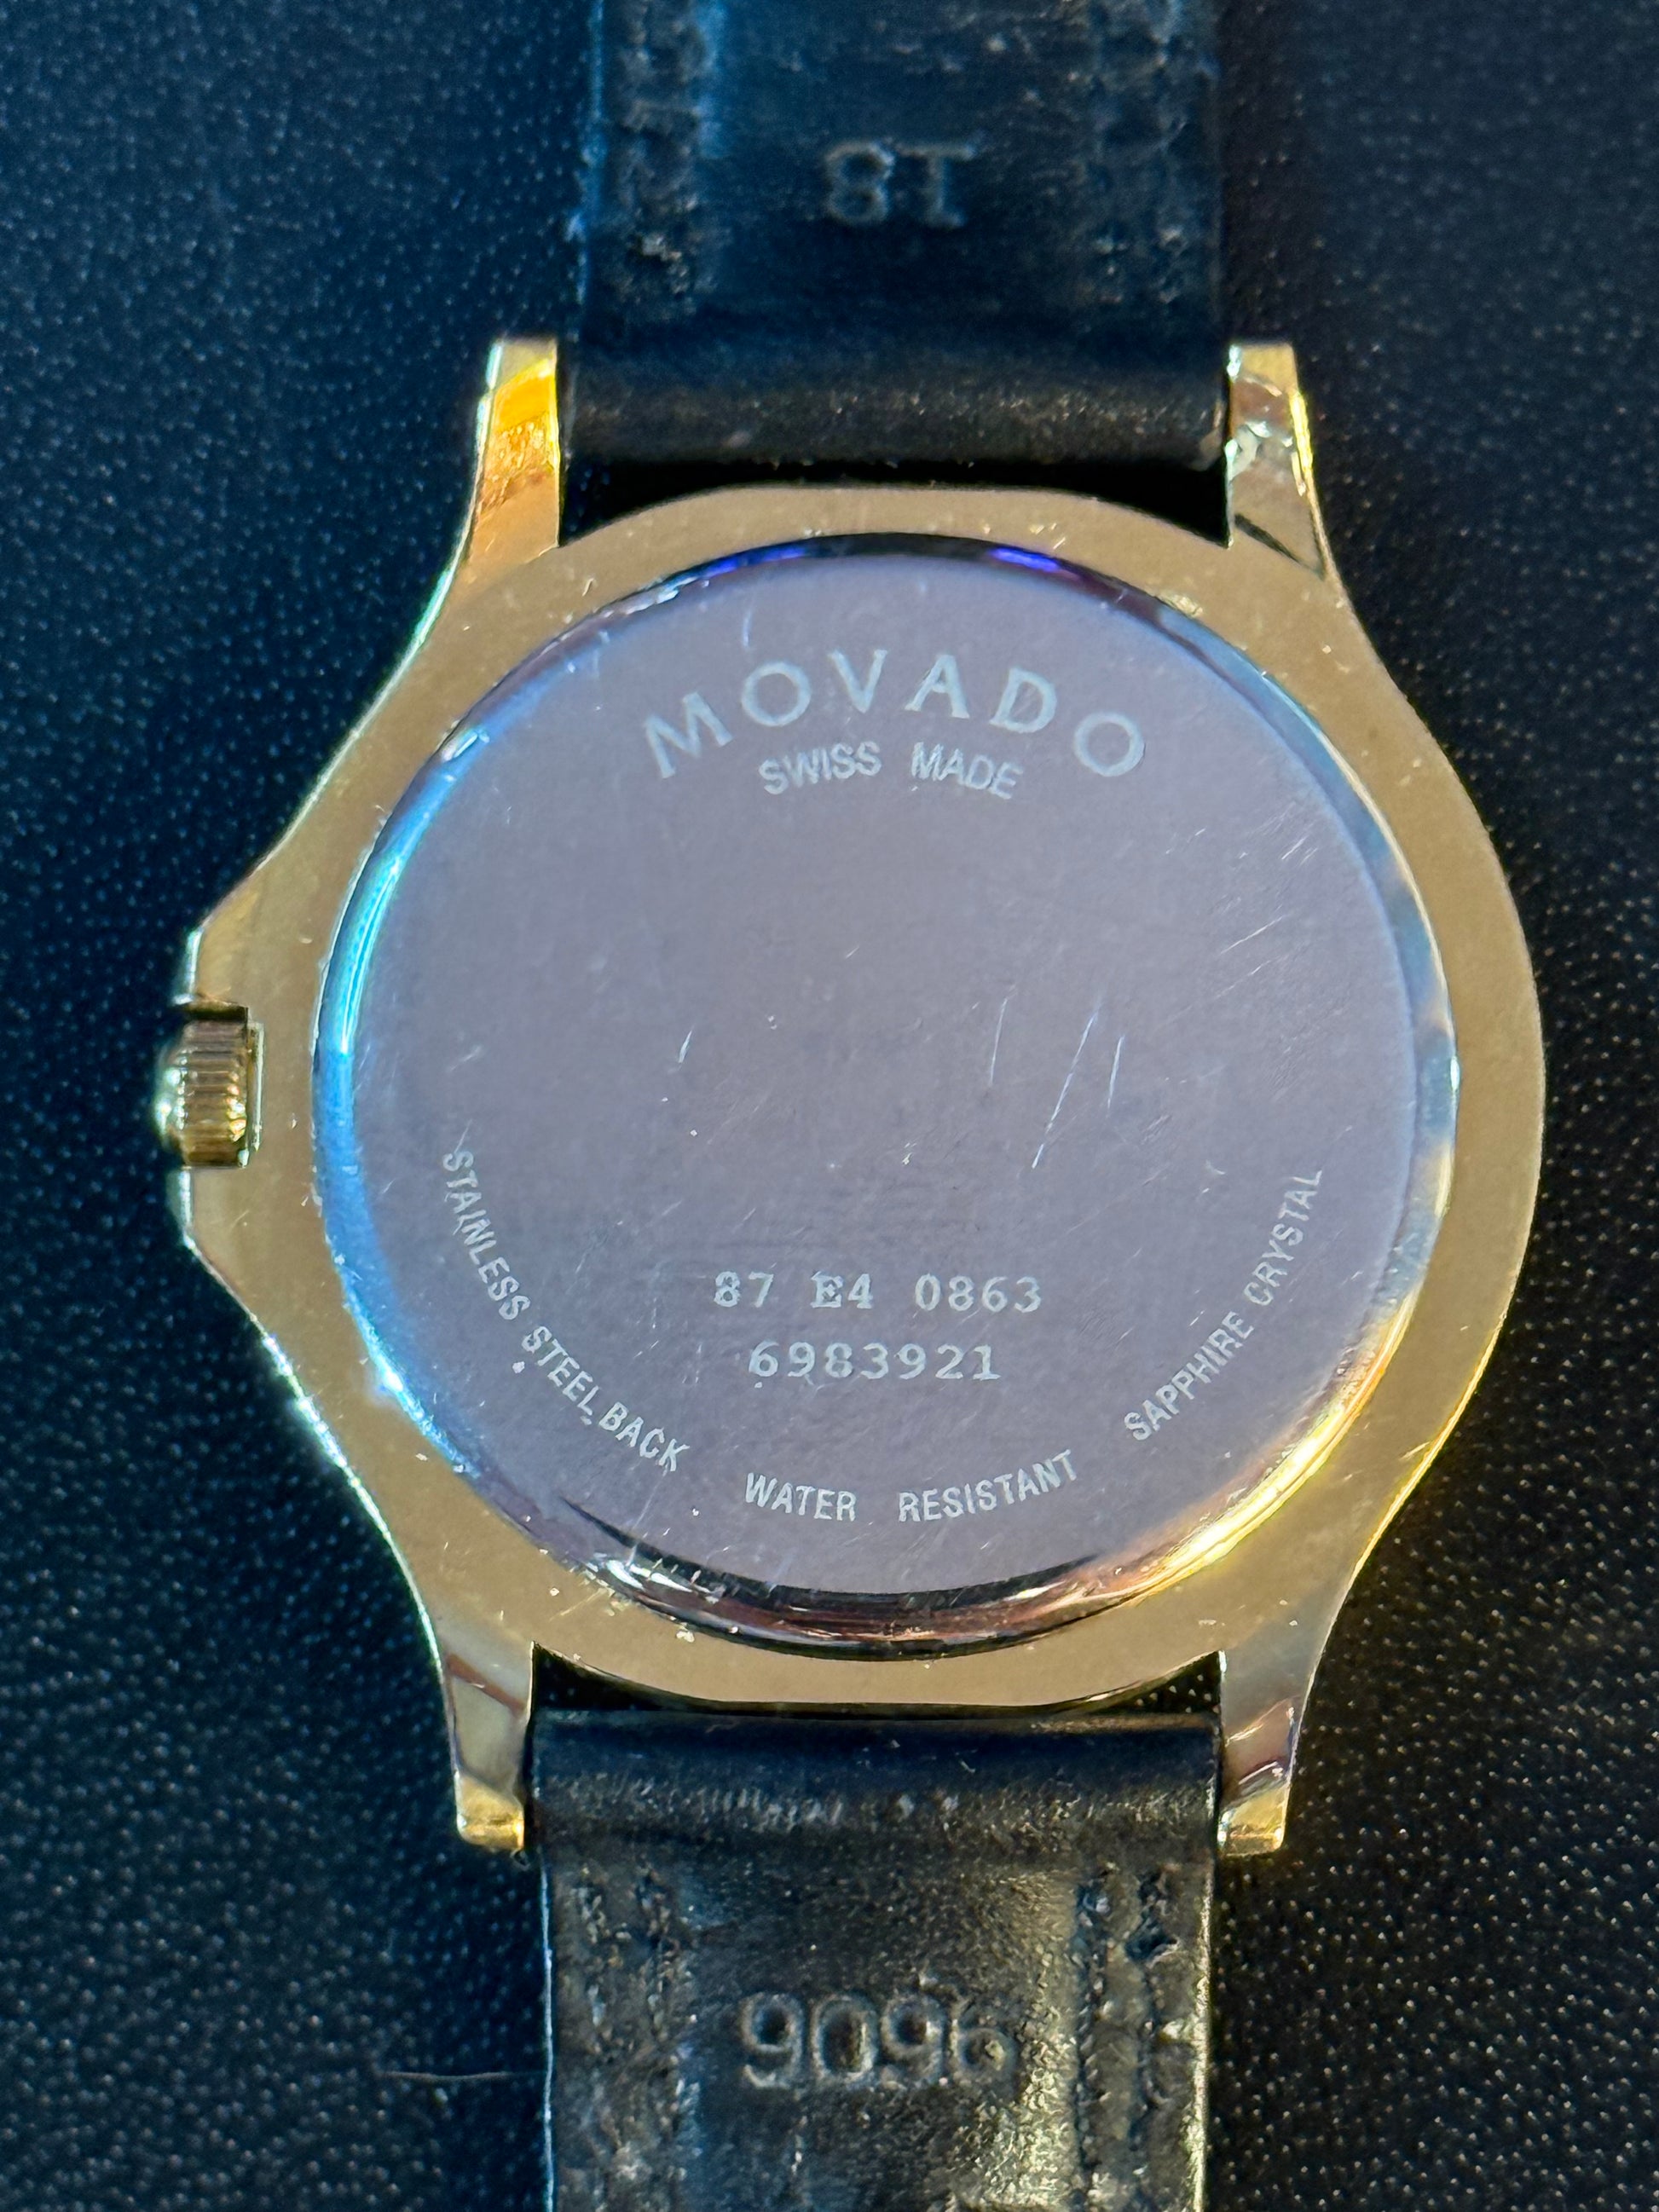 18
MOVADO
SWISS MADE
87 E4 0863
6983921
STAINLESS STEEL BACK WATER RESISTANT SAPPHIRE CRYSTAL
9096